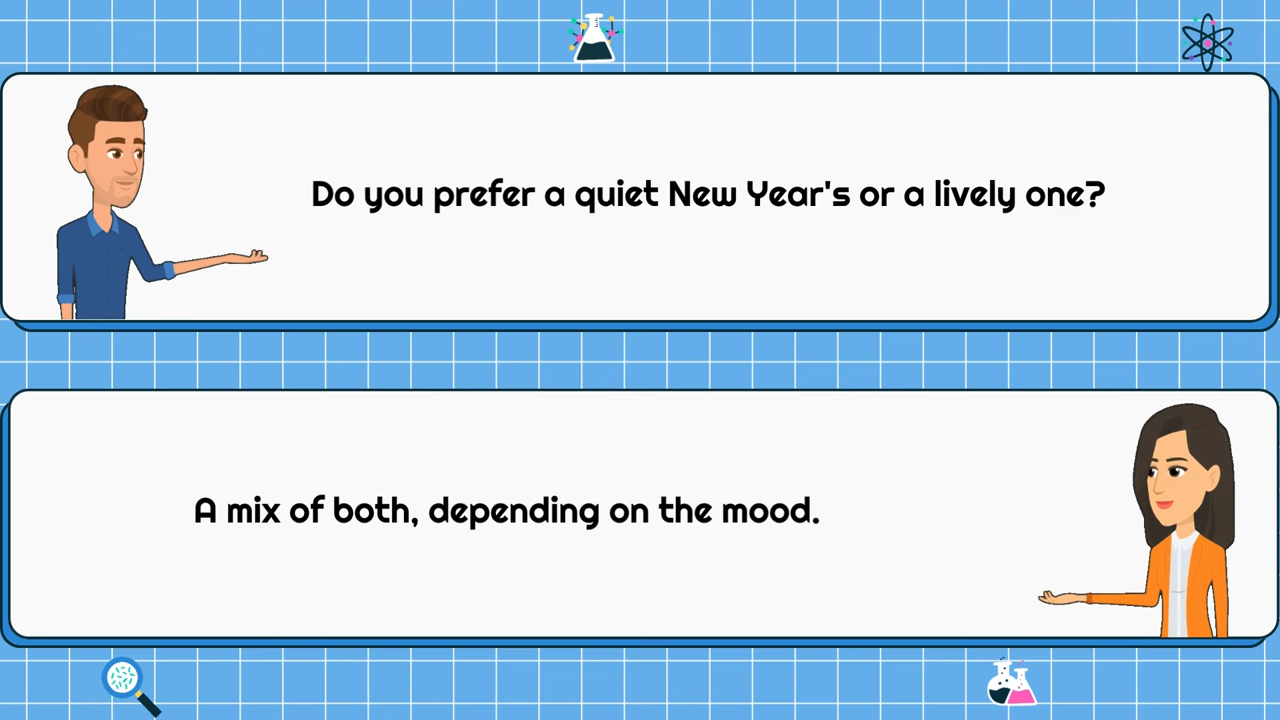 Do you prefer a quiet New Year's or a lively one?
A mix of both, depending on the mood.